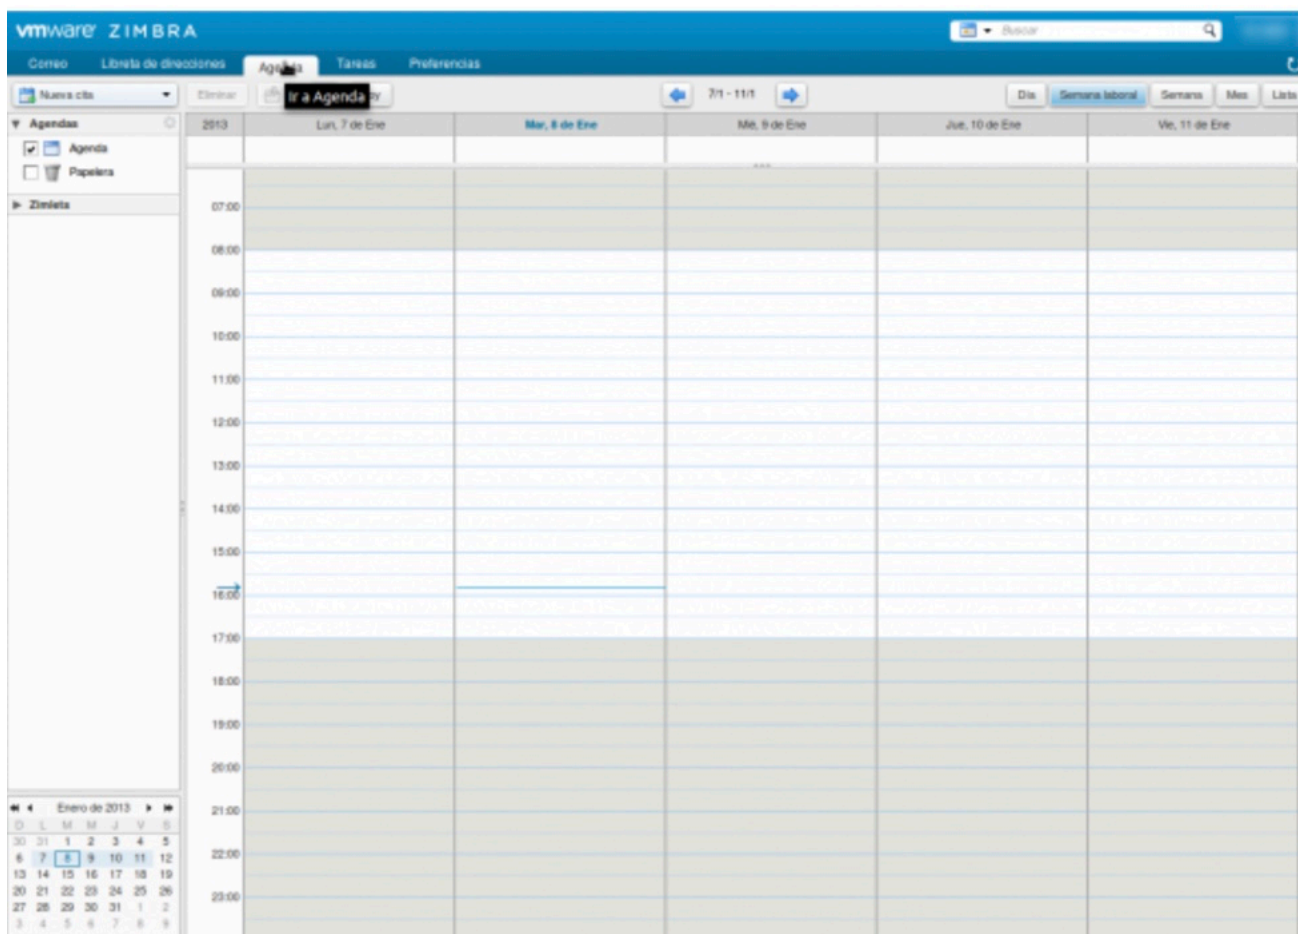 vmware ZIMBRA
Buscar
Correo Libreta de direcciones Agenda Tareas Preferencias
Nueva cita Eliminar Ir a Agenda 7/1 - 11/1 Día Semana laboral Semana Mes Lista
Agendas 2013 Lun, 7 de Ene Mar, 8 de Ene Mié, 9 de Ene Jue, 10 de Ene Vie, 11 de Ene
Agenda
Papelera
Zimlets
07:00
08:00
09:00
10:00
11:00
12:00
13:00
14:00
15:00
16:00
17:00
18:00
19:00
20:00
21:00
22:00
23:00
Enero de 2013
D L M M J V S
30 31 1 2 3 4 5
6 7 8 9 10 11 12
13 14 15 16 17 18 19
20 21 22 23 24 25 26
27 28 29 30 31 1 2
3 4 5 6 7 8 9